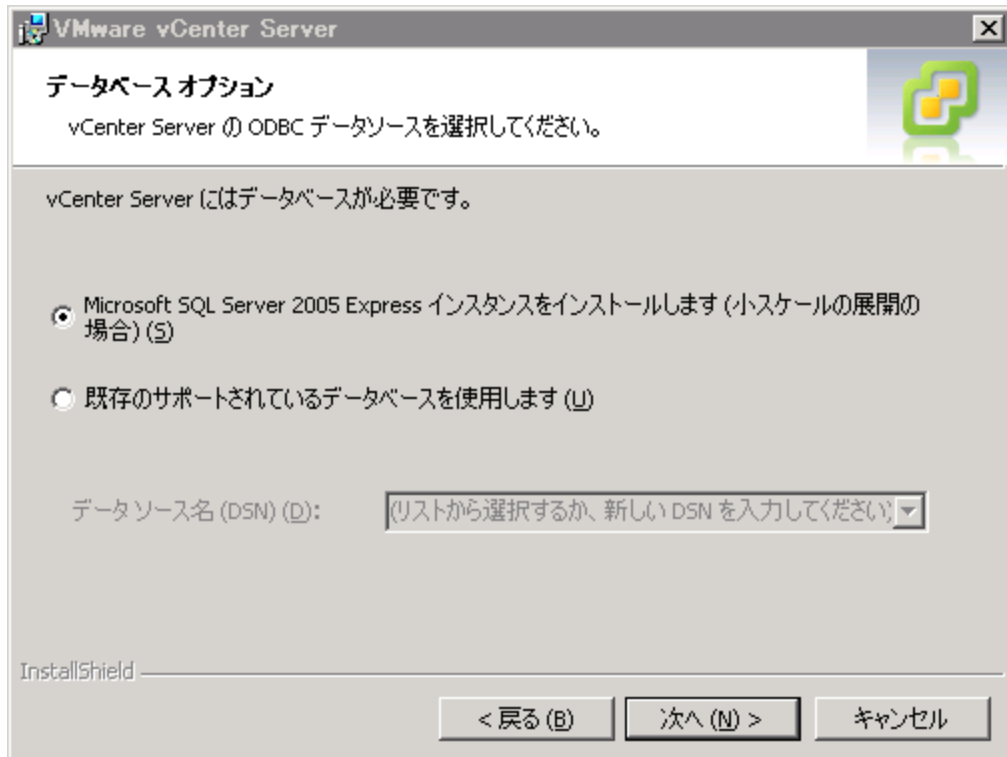 VMware vCenter Server
データベース オプション
vCenter Server の ODBC データソースを選択してください。
vCenter Server にはデータベースが必要です。
Microsoft SQL Server 2005 Express インスタンスをインストールします (小スケールの展開の
場合) (S)
既存のサポートされているデータベースを使用します (U)
データ ソース名 (DSN) (D): (リストから選択するか、新しい DSN を入力してください)
InstallShield
< 戻る (B) 次へ (N) > キャンセル